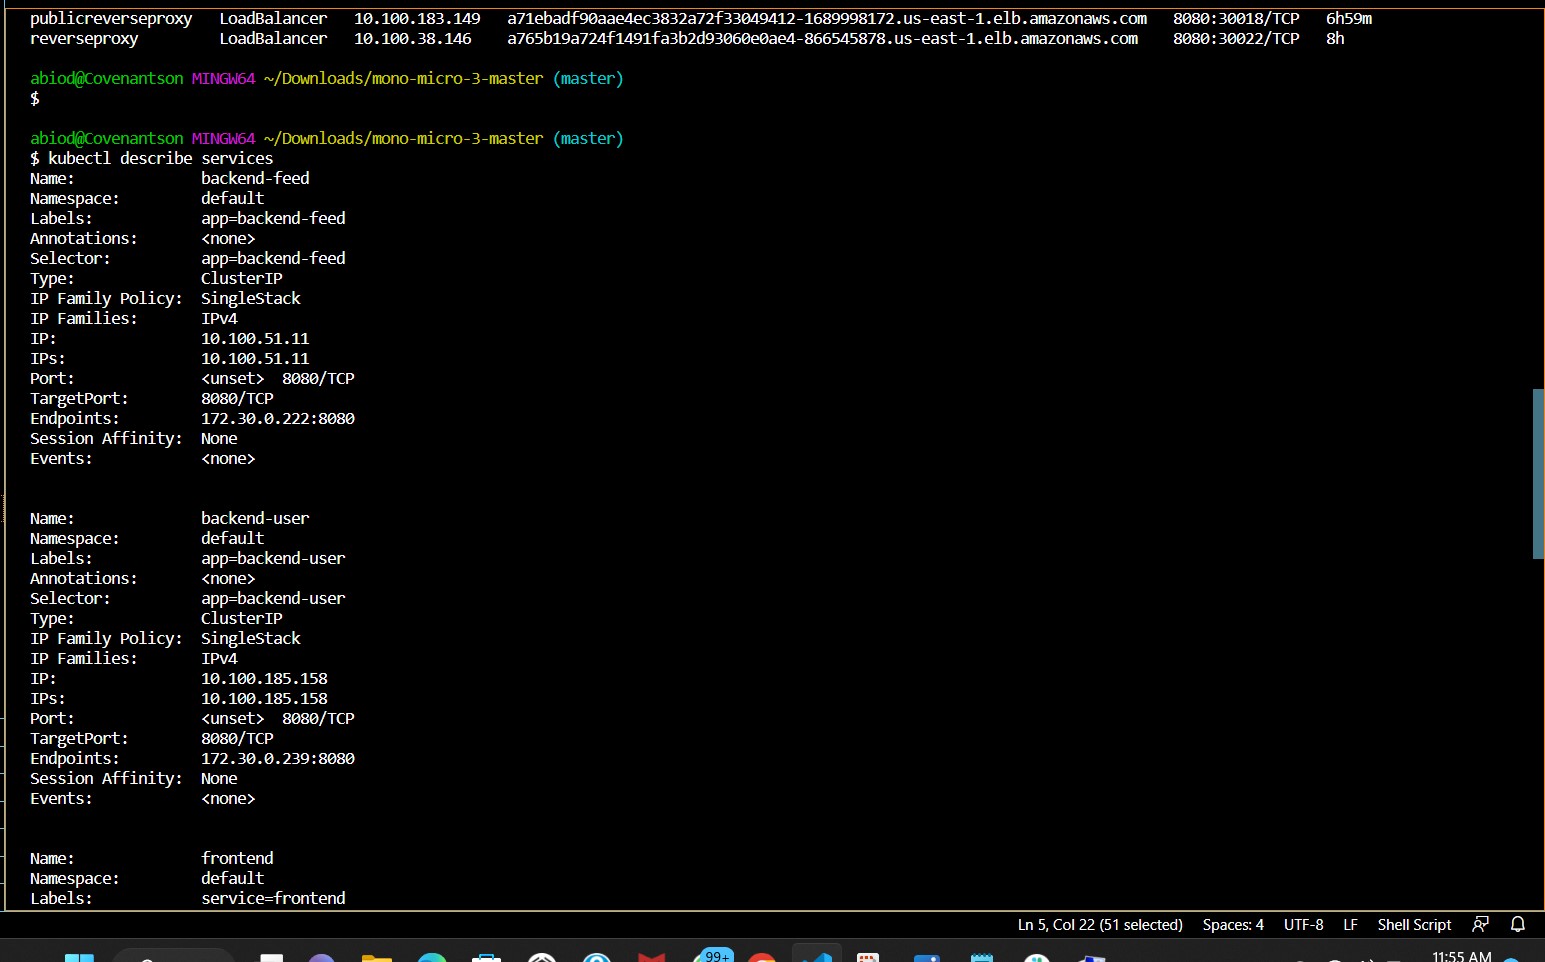 publicreverseproxy   LoadBalancer   10.100.183.149   a71ebadf90aae4ec3832a72f33049412-1689998172.us-east-1.elb.amazonaws.com   8080:30018/TCP   6h59m
reverseproxy         LoadBalancer   10.100.38.146    a765b19a724f1491fa3b2d93060e0ae4-866545878.us-east-1.elb.amazonaws.com    8080:30022/TCP   8h
abiod@Covenantson MINGW64 ~/Downloads/mono-micro-3-master (master)
$
abiod@Covenantson MINGW64 ~/Downloads/mono-micro-3-master (master)
$ kubectl describe services
Name:              backend-feed
Namespace:         default
Labels:            app=backend-feed
Annotations:       <none>
Selector:          app=backend-feed
Type:              ClusterIP
IP Family Policy:  SingleStack
IP Families:       IPv4
IP:                10.100.51.11
IPs:               10.100.51.11
Port:              <unset>  8080/TCP
TargetPort:        8080/TCP
Endpoints:         172.30.0.222:8080
Session Affinity:  None
Events:            <none>
Name:              backend-user
Namespace:         default
Labels:            app=backend-user
Annotations:       <none>
Selector:          app=backend-user
Type:              ClusterIP
IP Family Policy:  SingleStack
IP Families:       IPv4
IP:                10.100.185.158
IPs:               10.100.185.158
Port:              <unset>  8080/TCP
TargetPort:        8080/TCP
Endpoints:         172.30.0.239:8080
Session Affinity:  None
Events:            <none>
Name:              frontend
Namespace:         default
Labels:            service=frontend
Ln 5, Col 22 (51 selected)   Spaces: 4   UTF-8   LF   Shell Script
99+   11:55 AM